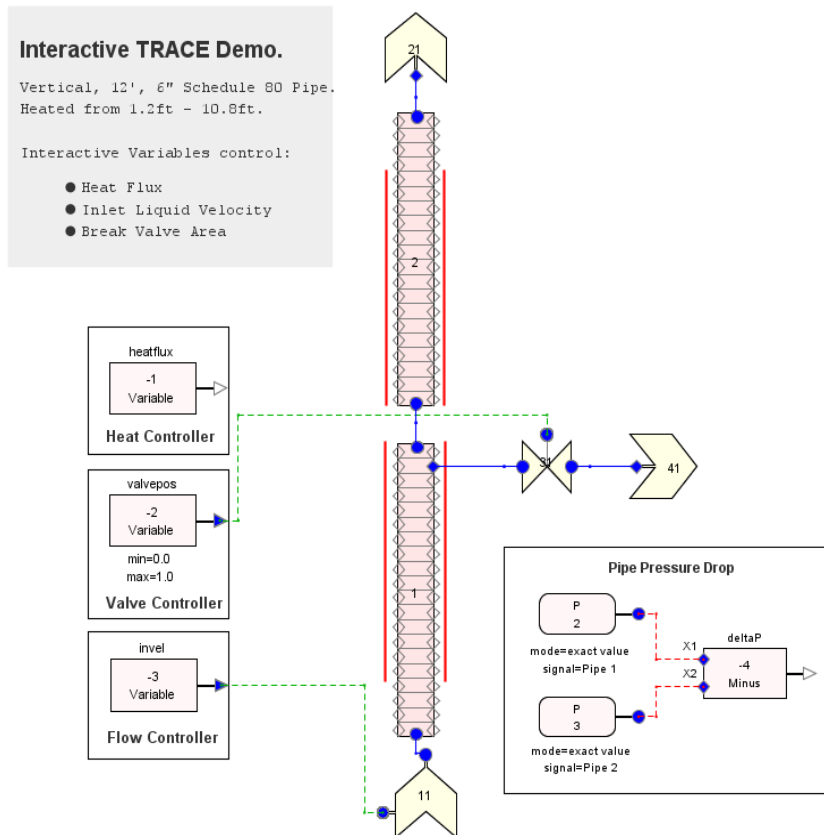 Interactive TRACE Demo.
Vertical, 12', 6" Schedule 80 Pipe.
Heated from 1.2ft - 10.8ft.
Interactive Variables control:
● Heat Flux
● Inlet Liquid Velocity
● Break Valve Area
21
2
heatflux
-1
Variable
Heat Controller
valvepos
-2
Variable
min=0.0
max=1.0
Valve Controller
invel
-3
Variable
Flow Controller
31
41
1
11
Pipe Pressure Drop
P
2
mode=exact value
signal=Pipe 1
P
3
mode=exact value
signal=Pipe 2
deltaP
X1
X2
-4
Minus